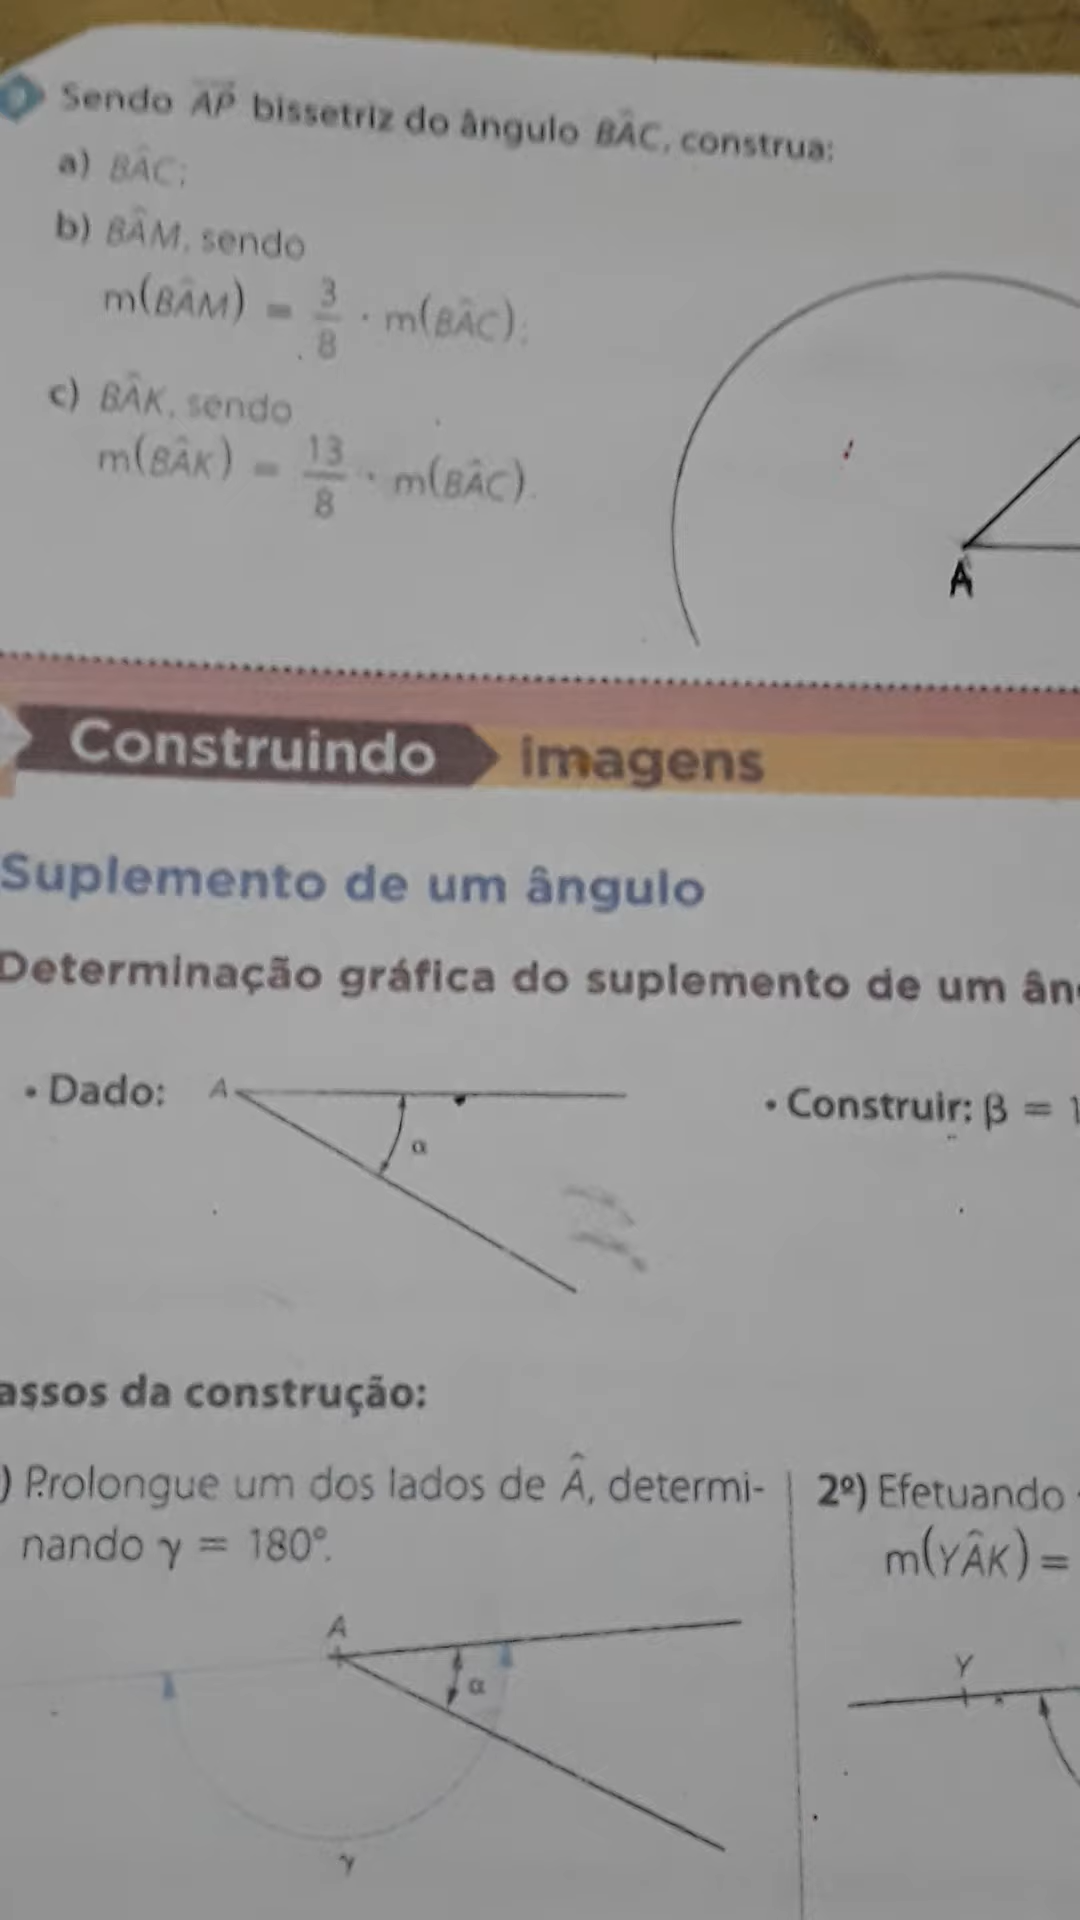 Sendo AP bissetriz do ângulo BÂC, construa:
a) BÂC;
b) BÂM, sendo
m(BÂM) = 3/8 · m(BÂC);
c) BÂK, sendo
m(BÂK) = 13/8 · m(BÂC).
A
Construindo imagens
Suplemento de um ângulo
Determinação gráfica do suplemento de um ân
• Dado:
A
α
• Construir: β = 1
assos da construção:
) Prolongue um dos lados de Â, determi-
nando γ = 180°.
2º) Efetuando
m(YÂK) =
A
α
γ
Y